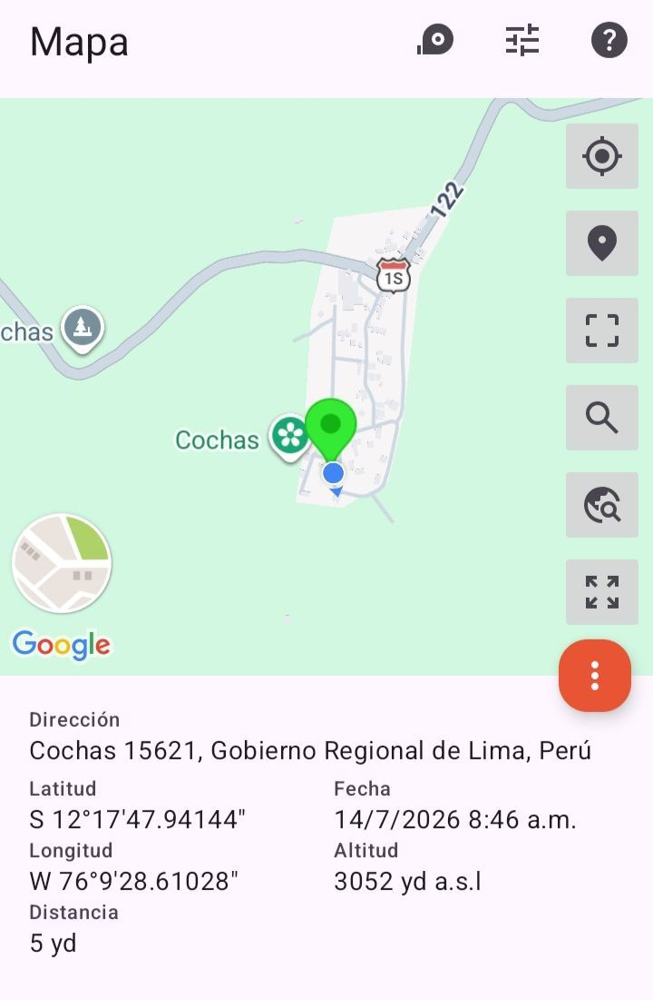 Mapa
122
1S
chas
Cochas
Google
Dirección
Cochas 15621, Gobierno Regional de Lima, Perú
Latitud
S 12°17'47.94144"
Fecha
14/7/2026 8:46 a.m.
Longitud
W 76°9'28.61028"
Altitud
3052 yd a.s.l
Distancia
5 yd